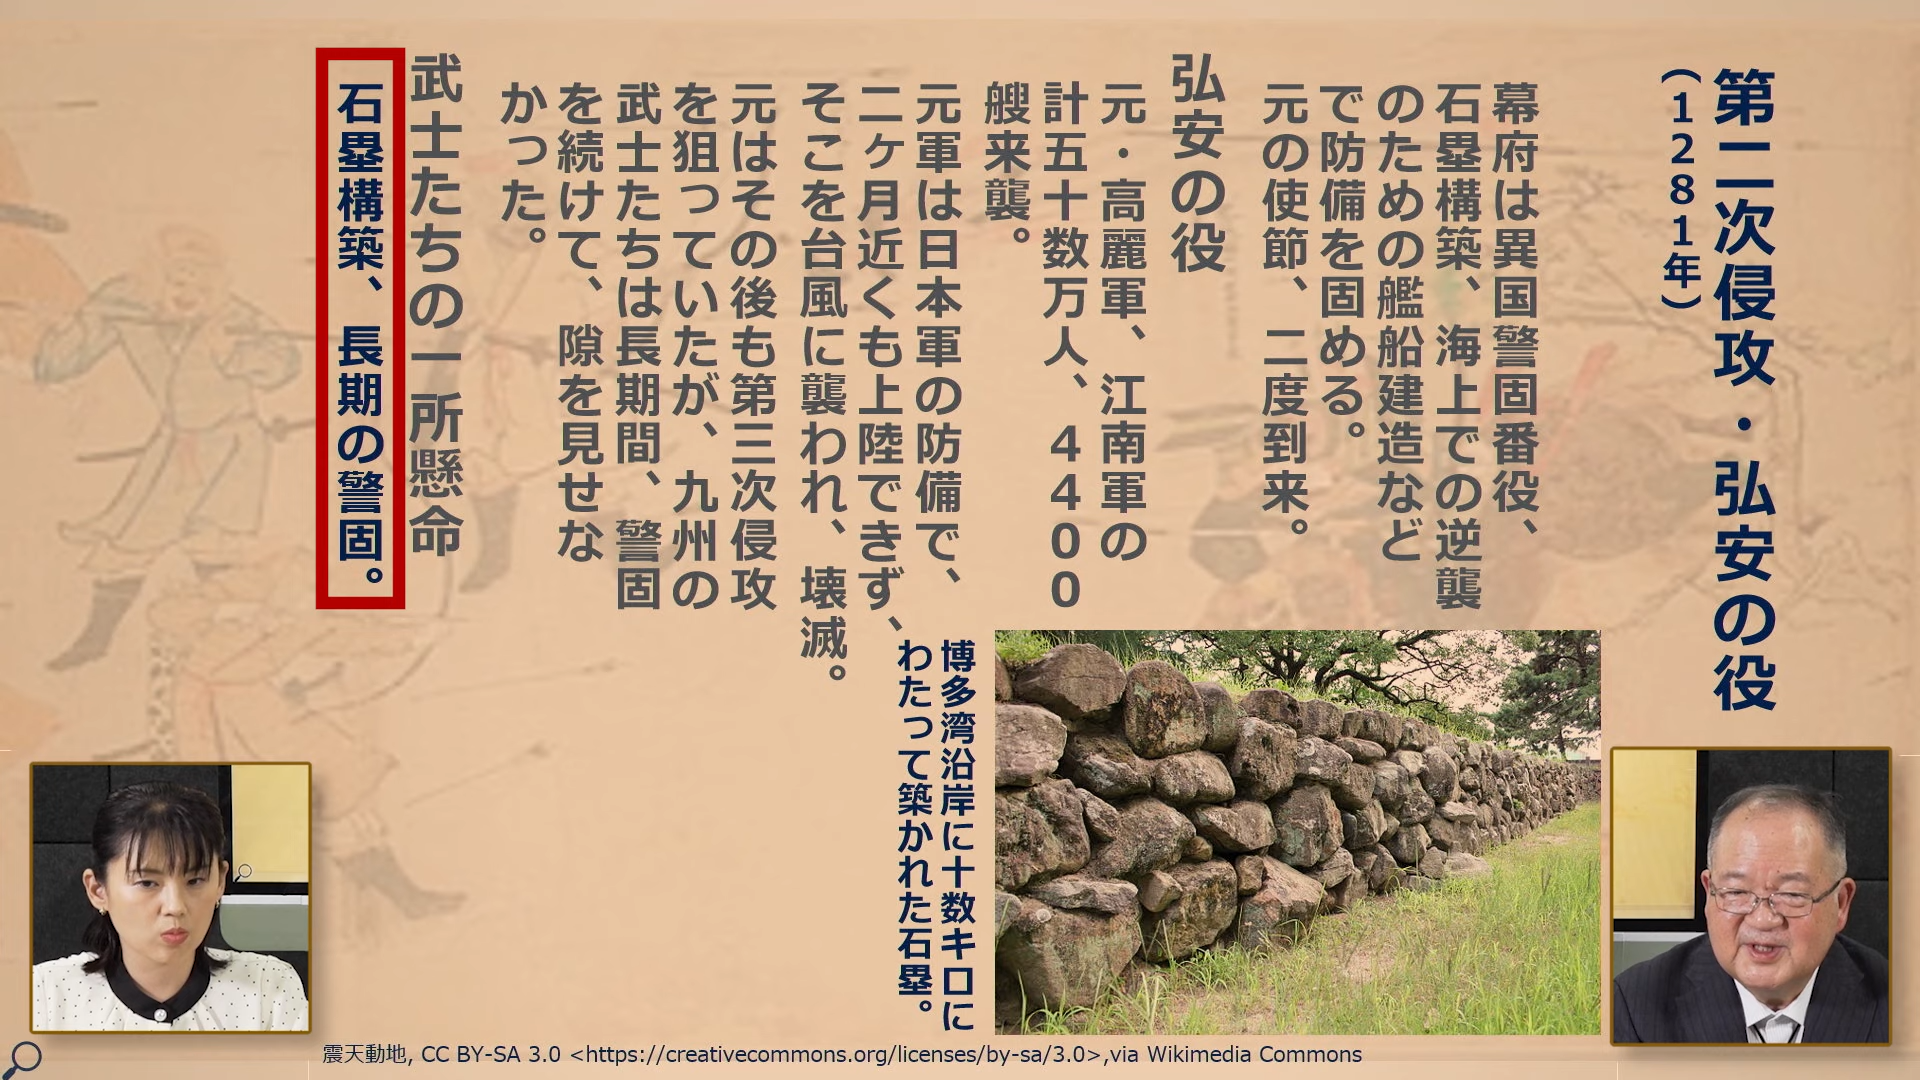 第二次侵攻・弘安の役
（1281年）
幕府は異国警固番役、
石塁構築、海上での逆襲
のための艦船建造など
で防備を固める。
元の使節、二度到来。
弘安の役
元・高麗軍、江南軍の
計五十数万人、4400
艘来襲。
元軍は日本軍の防備で、
二ヶ月近くも上陸できず、
そこを台風に襲われ、壊滅。
元はその後も第三次侵攻
を狙っていたが、九州の
武士たちは長期間、警固
を続けて、隙を見せな
かった。
武士たちの一所懸命
石塁構築、長期の警固。
博多湾沿岸に十数キロに
わたって築かれた石塁。
震天動地, CC BY-SA 3.0 <https://creativecommons.org/licenses/by-sa/3.0>,via Wikimedia Commons